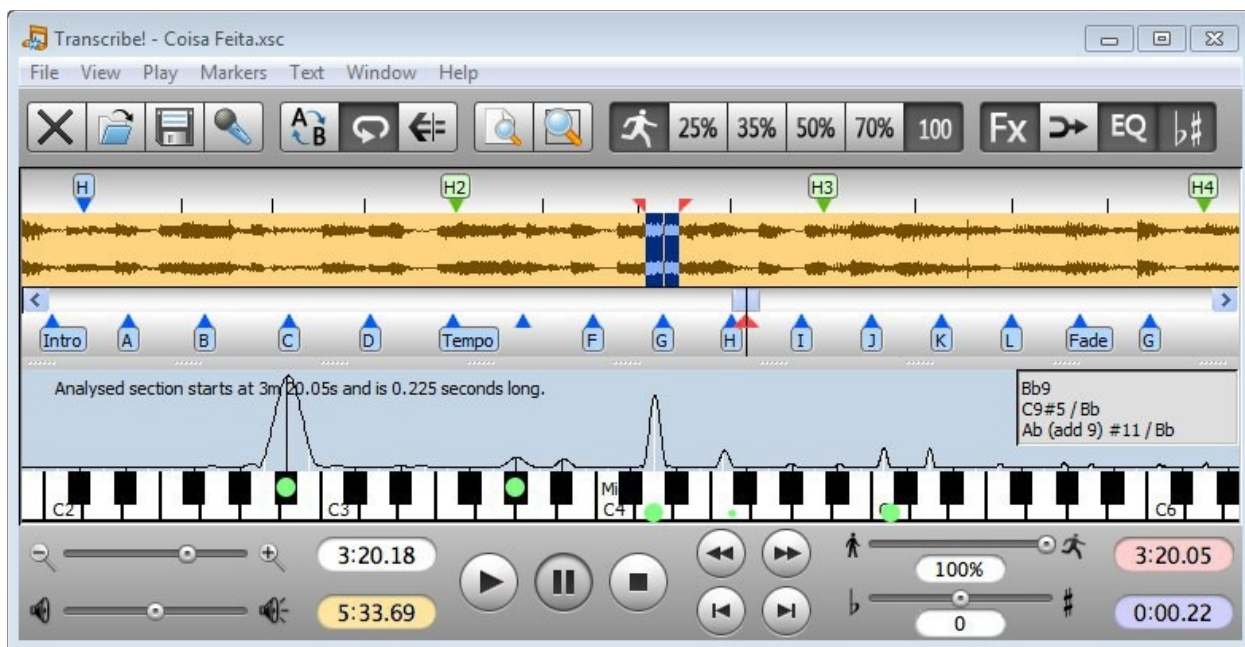 Transcribe! - Coisa Feita.xsc
File View Play Markers Text Window Help
A B 25% 35% 50% 70% 100 Fx EQ ♭♯
H H2 H3 H4
Intro A B C D Tempo F G H I J K L Fade G
Analysed section starts at 3m 20.05s and is 0.225 seconds long.
Bb9
C9#5 / Bb
Ab (add 9) #11 / Bb
Mi
C2 C3 C4 C6
3:20.18 100% 3:20.05
5:33.69 ♭ 0 ♯ 0:00.22